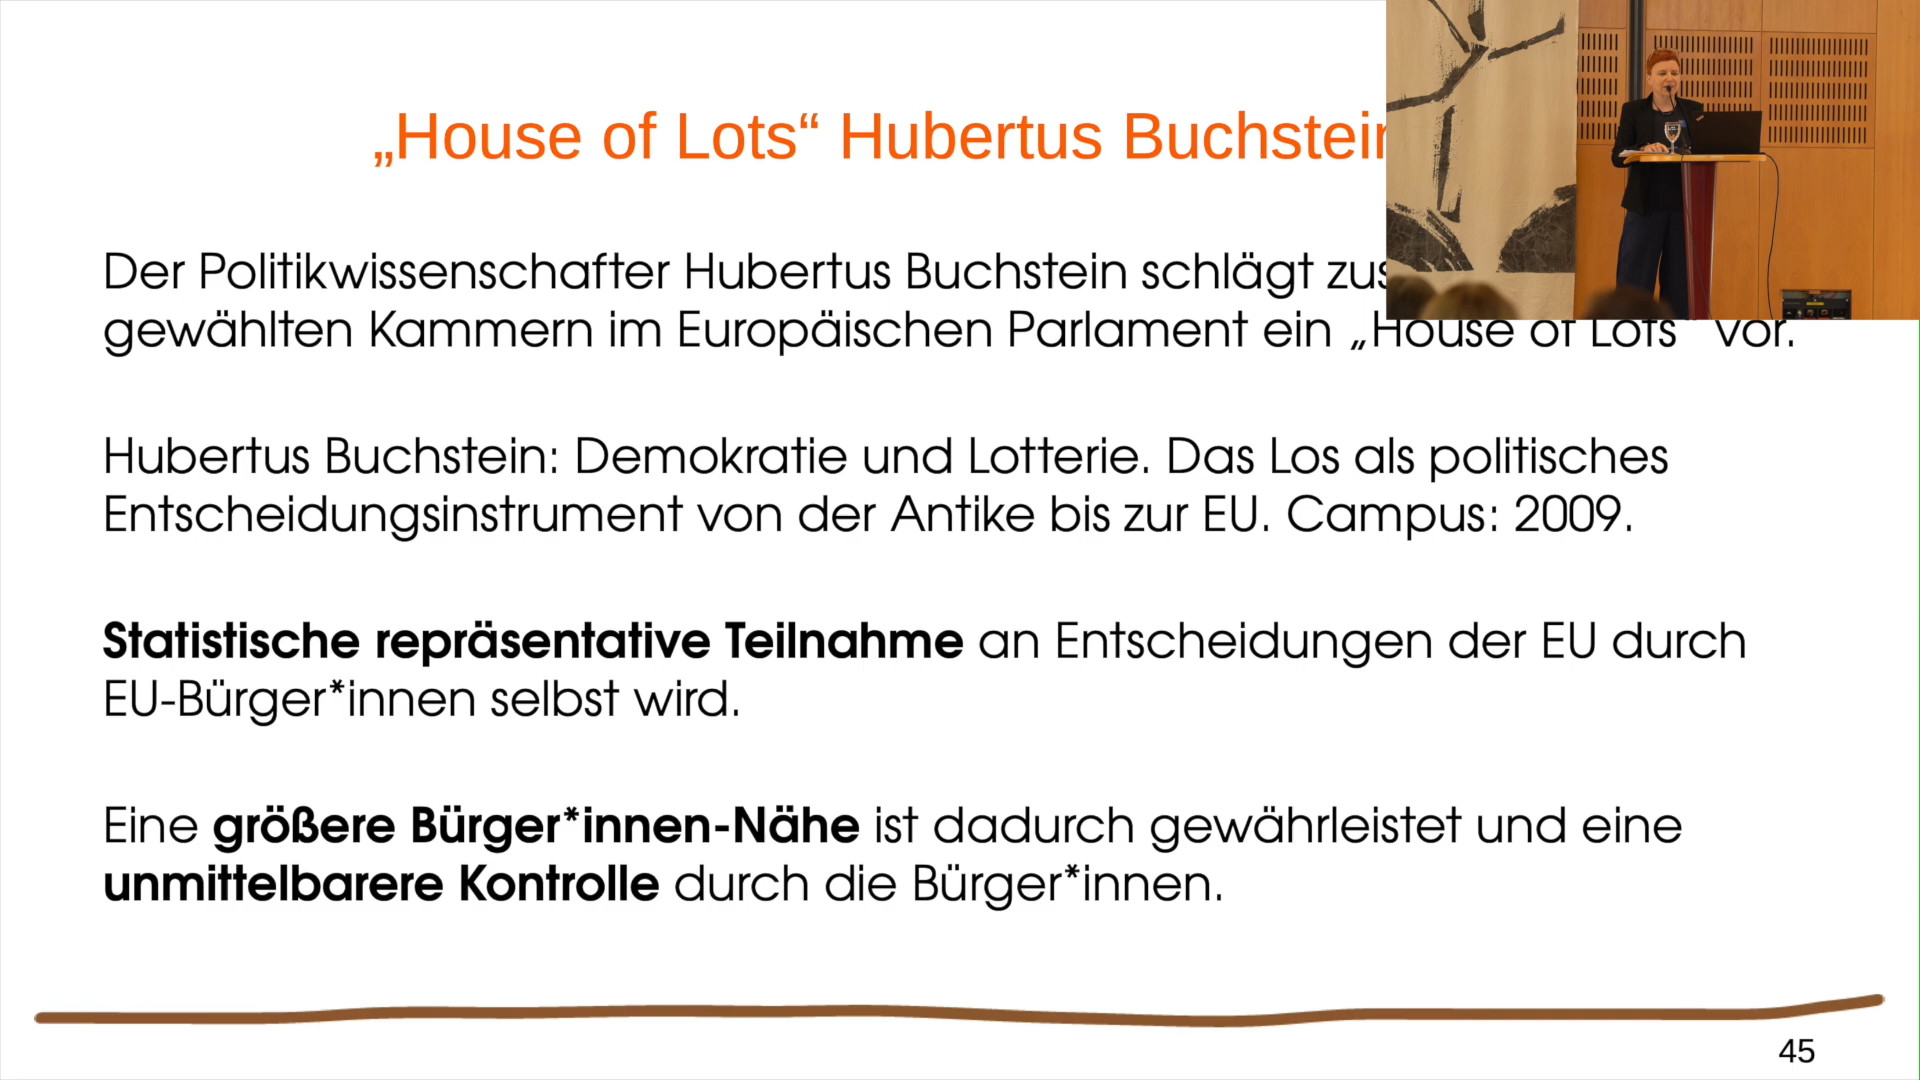 „House of Lots“ Hubertus Buchstein
Der Politikwissenschafter Hubertus Buchstein schlägt
gewählten Kammern im Europäischen Parlament ein „House of Lots“ vor.
Hubertus Buchstein: Demokratie und Lotterie. Das Los als politisches
Entscheidungsinstrument von der Antike bis zur EU. Campus: 2009.
Statistische repräsentative Teilnahme an Entscheidungen der EU durch
EU-Bürger*innen selbst wird.
Eine größere Bürger*innen-Nähe ist dadurch gewährleistet und eine
unmittelbarere Kontrolle durch die Bürger*innen.
45